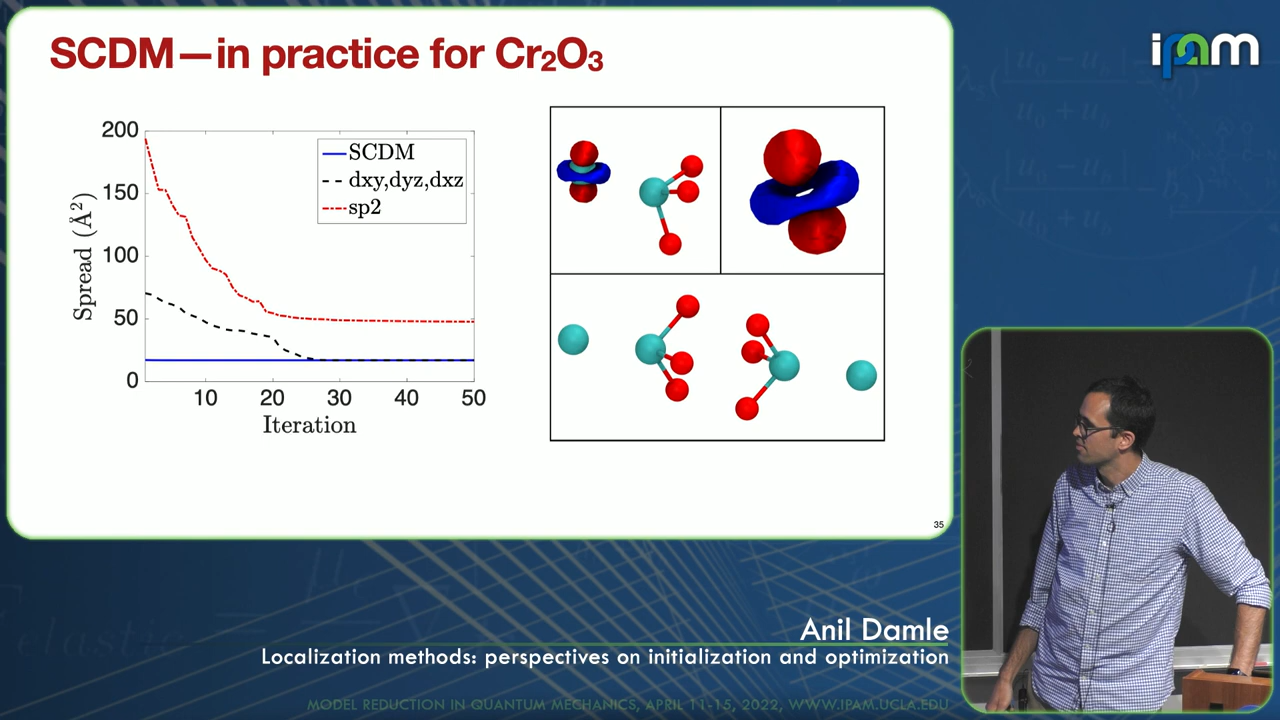 SCDM—in practice for Cr₂O₃
ipam
200
150
100
50
0
Spread (Å²)
10 20 30 40 50
Iteration
SCDM
dxy,dyz,dxz
sp2
35
Anil Damle
Localization methods: perspectives on initialization and optimization
MODEL REDUCTION IN QUANTUM MECHANICS, APRIL 11-15, 2022, WWW.IPAM.UCLA.EDU